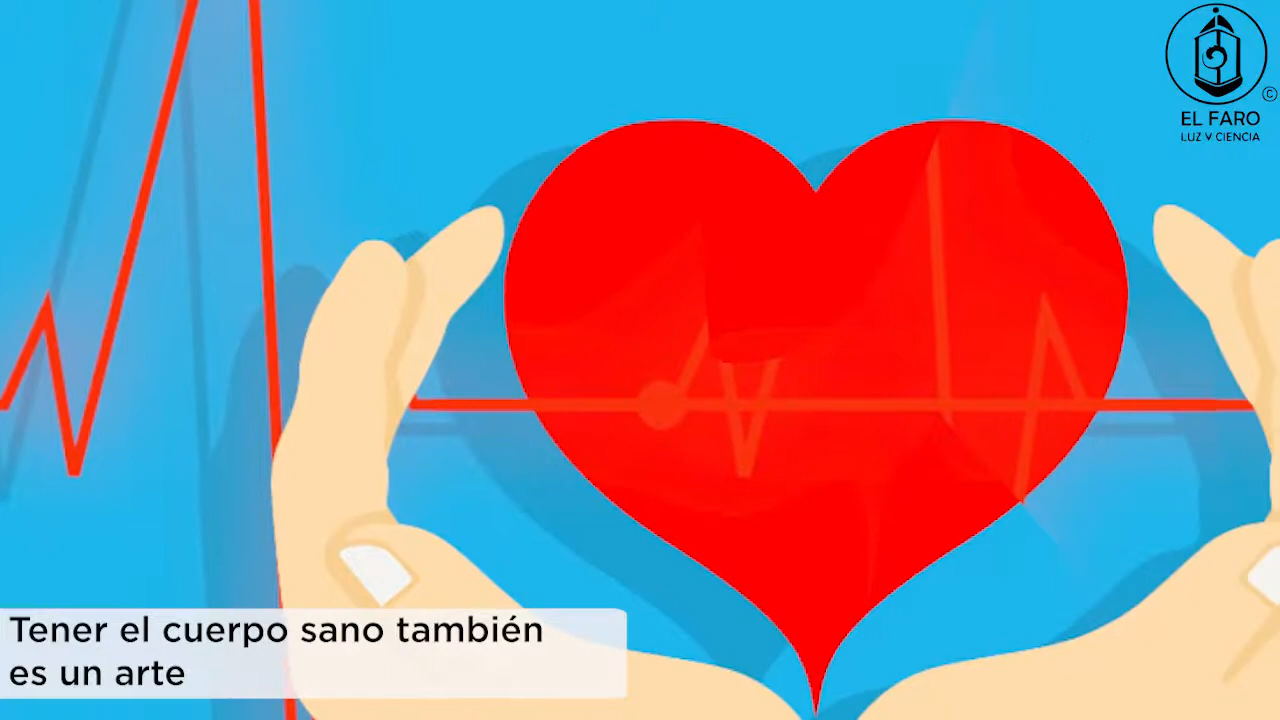 EL FARO
LUZ Y CIENCIA
©
Tener el cuerpo sano también
es un arte